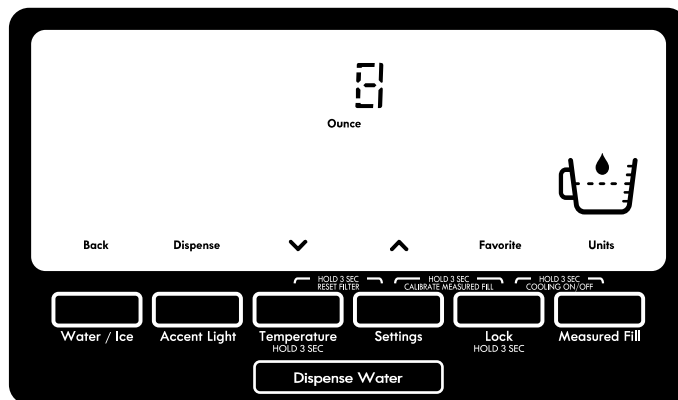 8
Ounce
Back Dispense Favorite Units
HOLD 3 SEC HOLD 3 SEC HOLD 3 SEC
RESET FILTER CALIBRATE MEASURED FILL COOLING ON/OFF
Water / Ice Accent Light Temperature Settings Lock Measured Fill
HOLD 3 SEC HOLD 3 SEC
Dispense Water